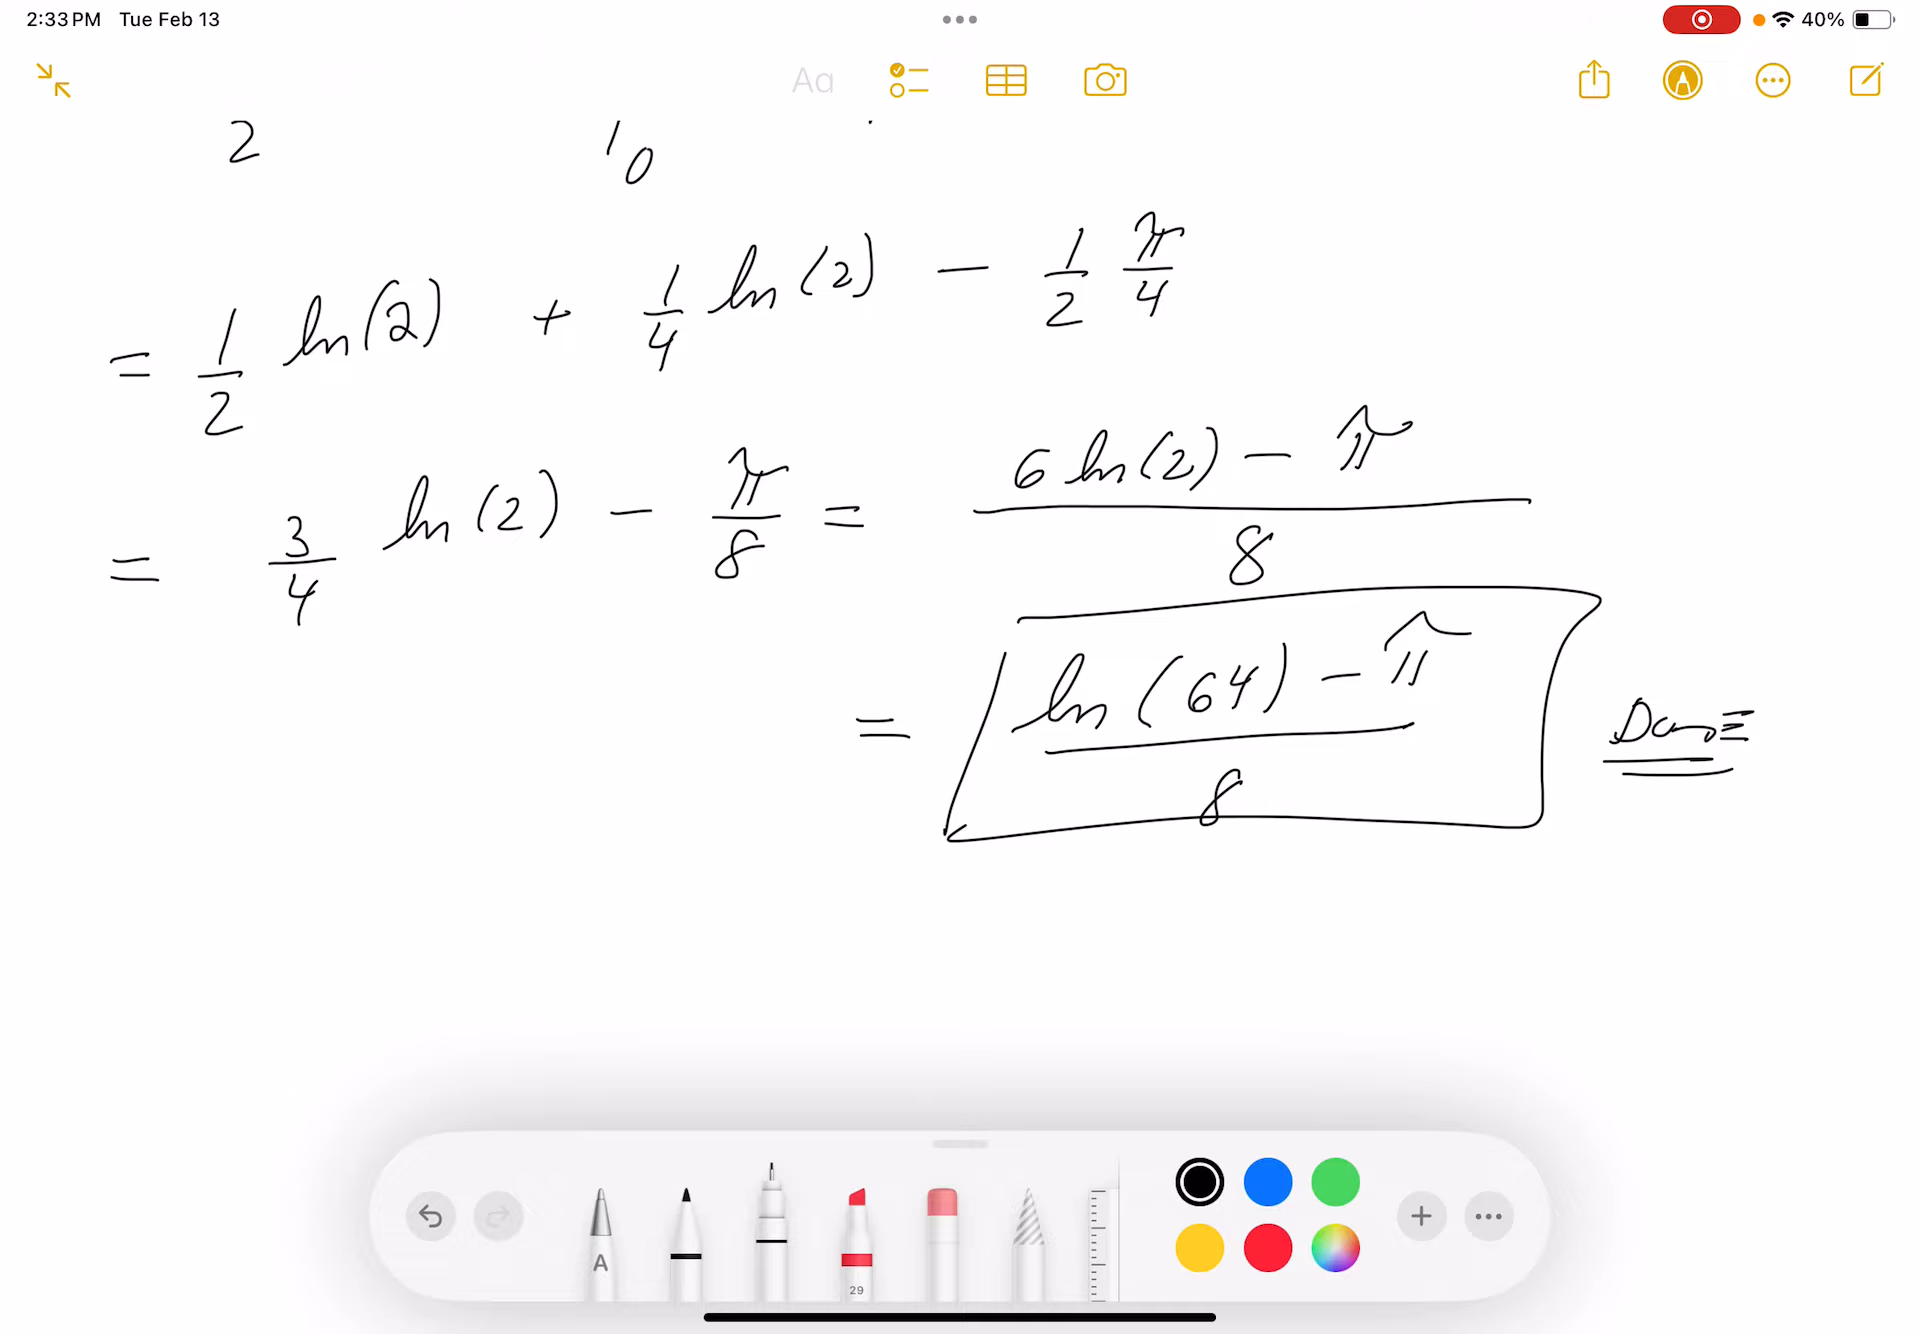 2:33 PM Tue Feb 13
40%
Aa
2 1 0
= 1/2 ln(2) + 1/4 ln(2) - 1/2 π/4
= 3/4 ln(2) - π/8 = (6 ln(2) - π)/8
= (ln(64) - π)/8 Done
A
29